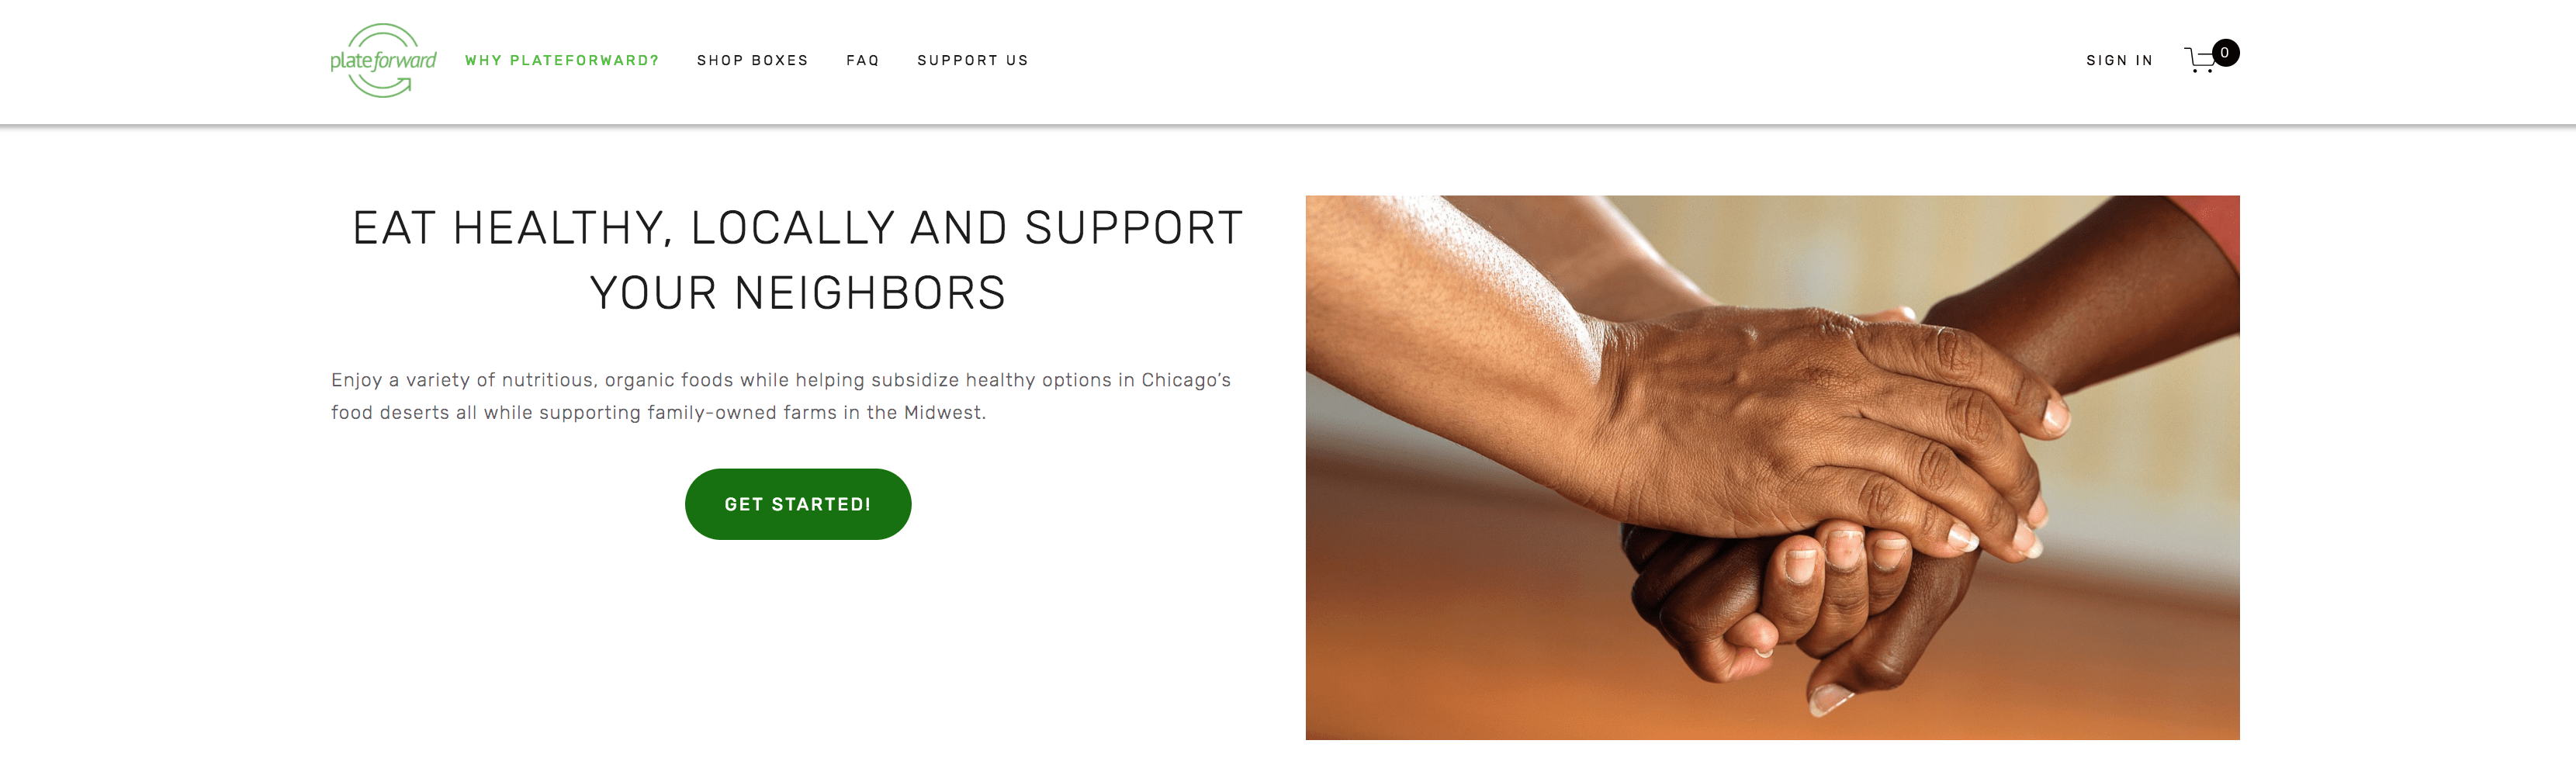 plateforward
WHY PLATEFORWARD?
SHOP BOXES
FAQ
SUPPORT US
SIGN IN
0
EAT HEALTHY, LOCALLY AND SUPPORT
YOUR NEIGHBORS
Enjoy a variety of nutritious, organic foods while helping subsidize healthy options in Chicago’s
food deserts all while supporting family-owned farms in the Midwest.
GET STARTED!